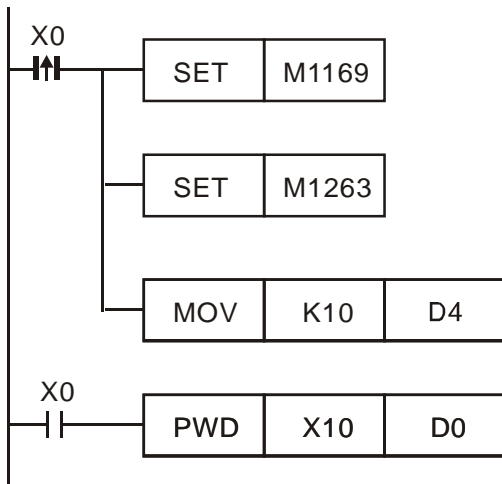 X0
SET M1169
SET M1263
MOV K10 D4
X0
PWD X10 D0